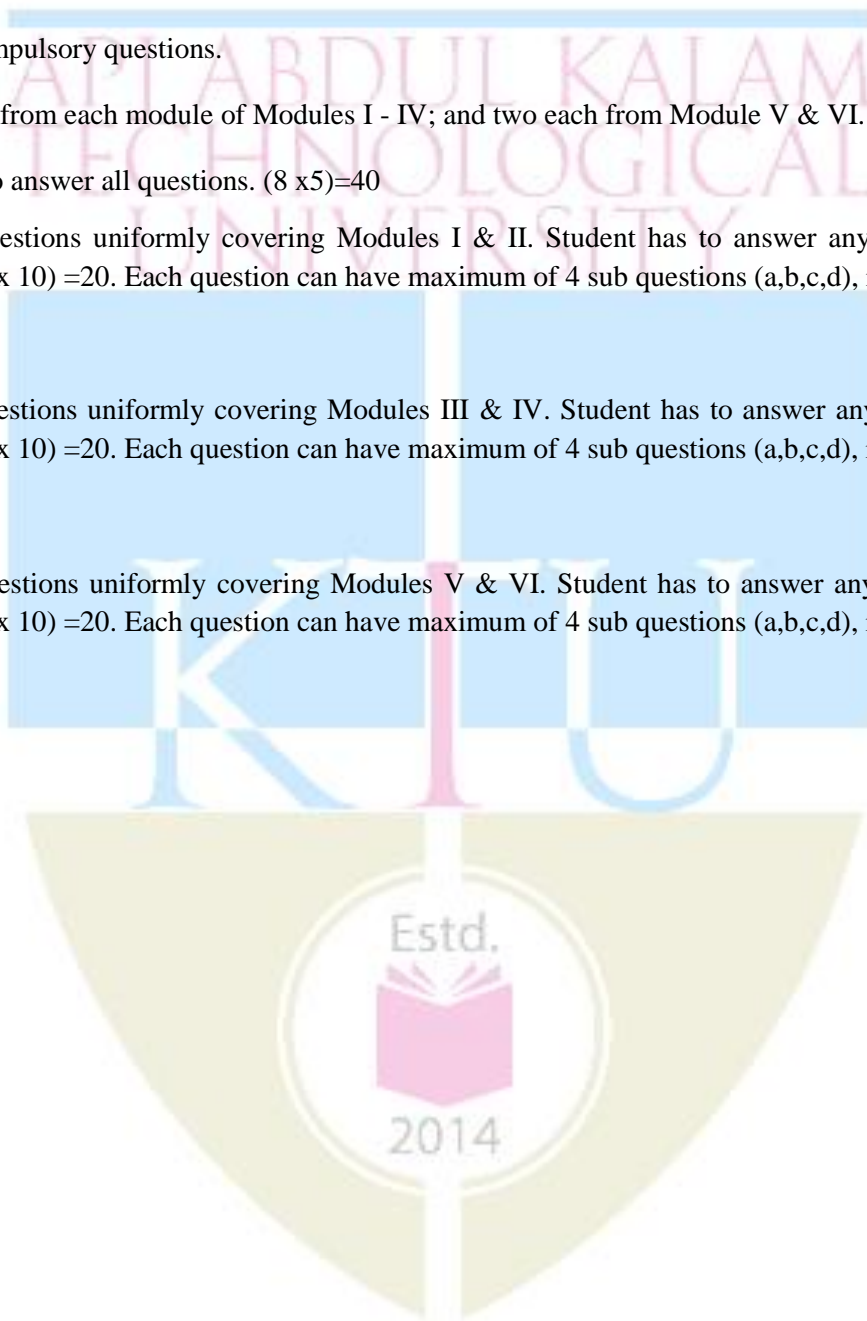 mpulsory questions.
API ABDUL KALAM
from each module of Modules I - IV; and two each from Module V & VI.
TECHNOLOGICAL
o answer all questions. (8 x5)=40
UNIVERSITY
estions uniformly covering Modules I & II. Student has to answer any
x 10) =20. Each question can have maximum of 4 sub questions (a,b,c,d),
estions uniformly covering Modules III & IV. Student has to answer any
x 10) =20. Each question can have maximum of 4 sub questions (a,b,c,d),
estions uniformly covering Modules V & VI. Student has to answer any
x 10) =20. Each question can have maximum of 4 sub questions (a,b,c,d),
KTU
Estd.
2014